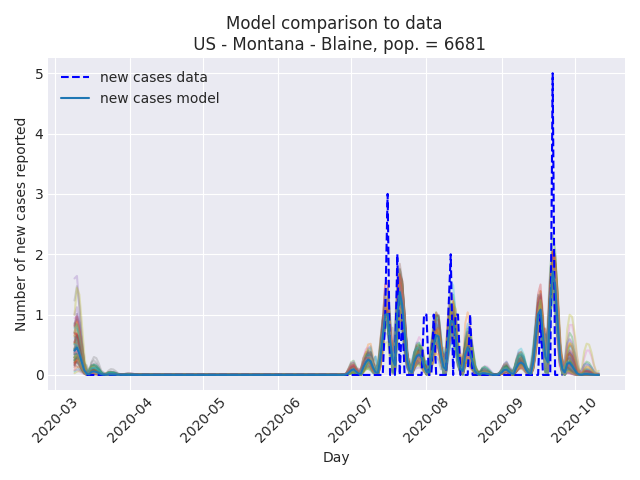 Model comparison to data
US - Montana - Blaine, pop. = 6681
new cases data
new cases model
Number of new cases reported
5
4
3
2
1
0
2020-03
2020-04
2020-05
2020-06
2020-07
2020-08
2020-09
2020-10
Day